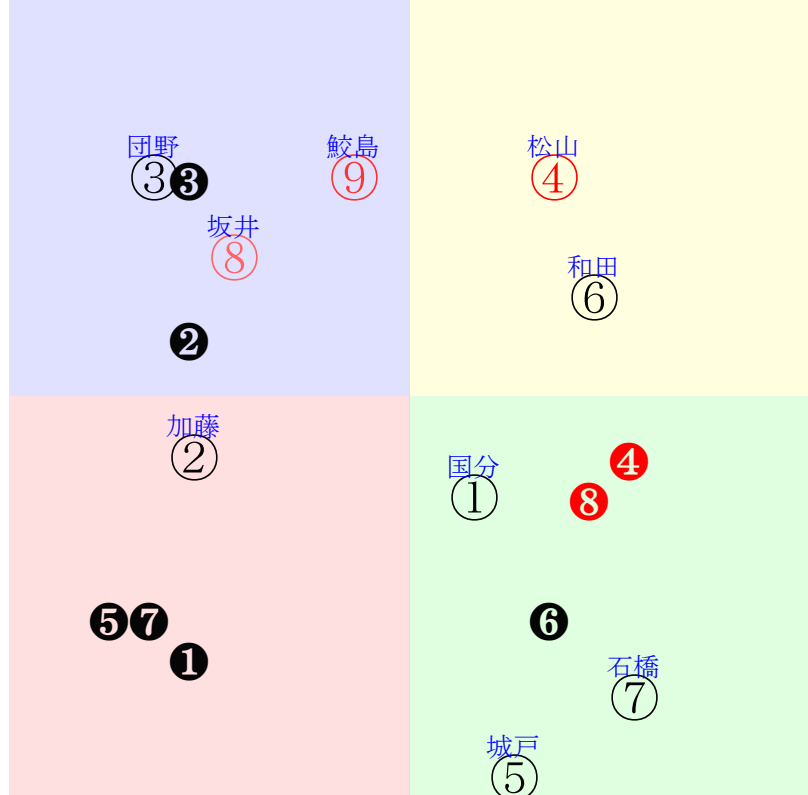 団野
鮫島
松山
③❸
⑨
④
坂井
⑧
和田
⑥
❷
加藤
②
国分
①
❹
❽
❺❼
❻
❶
石橋
⑦
城戸
⑤